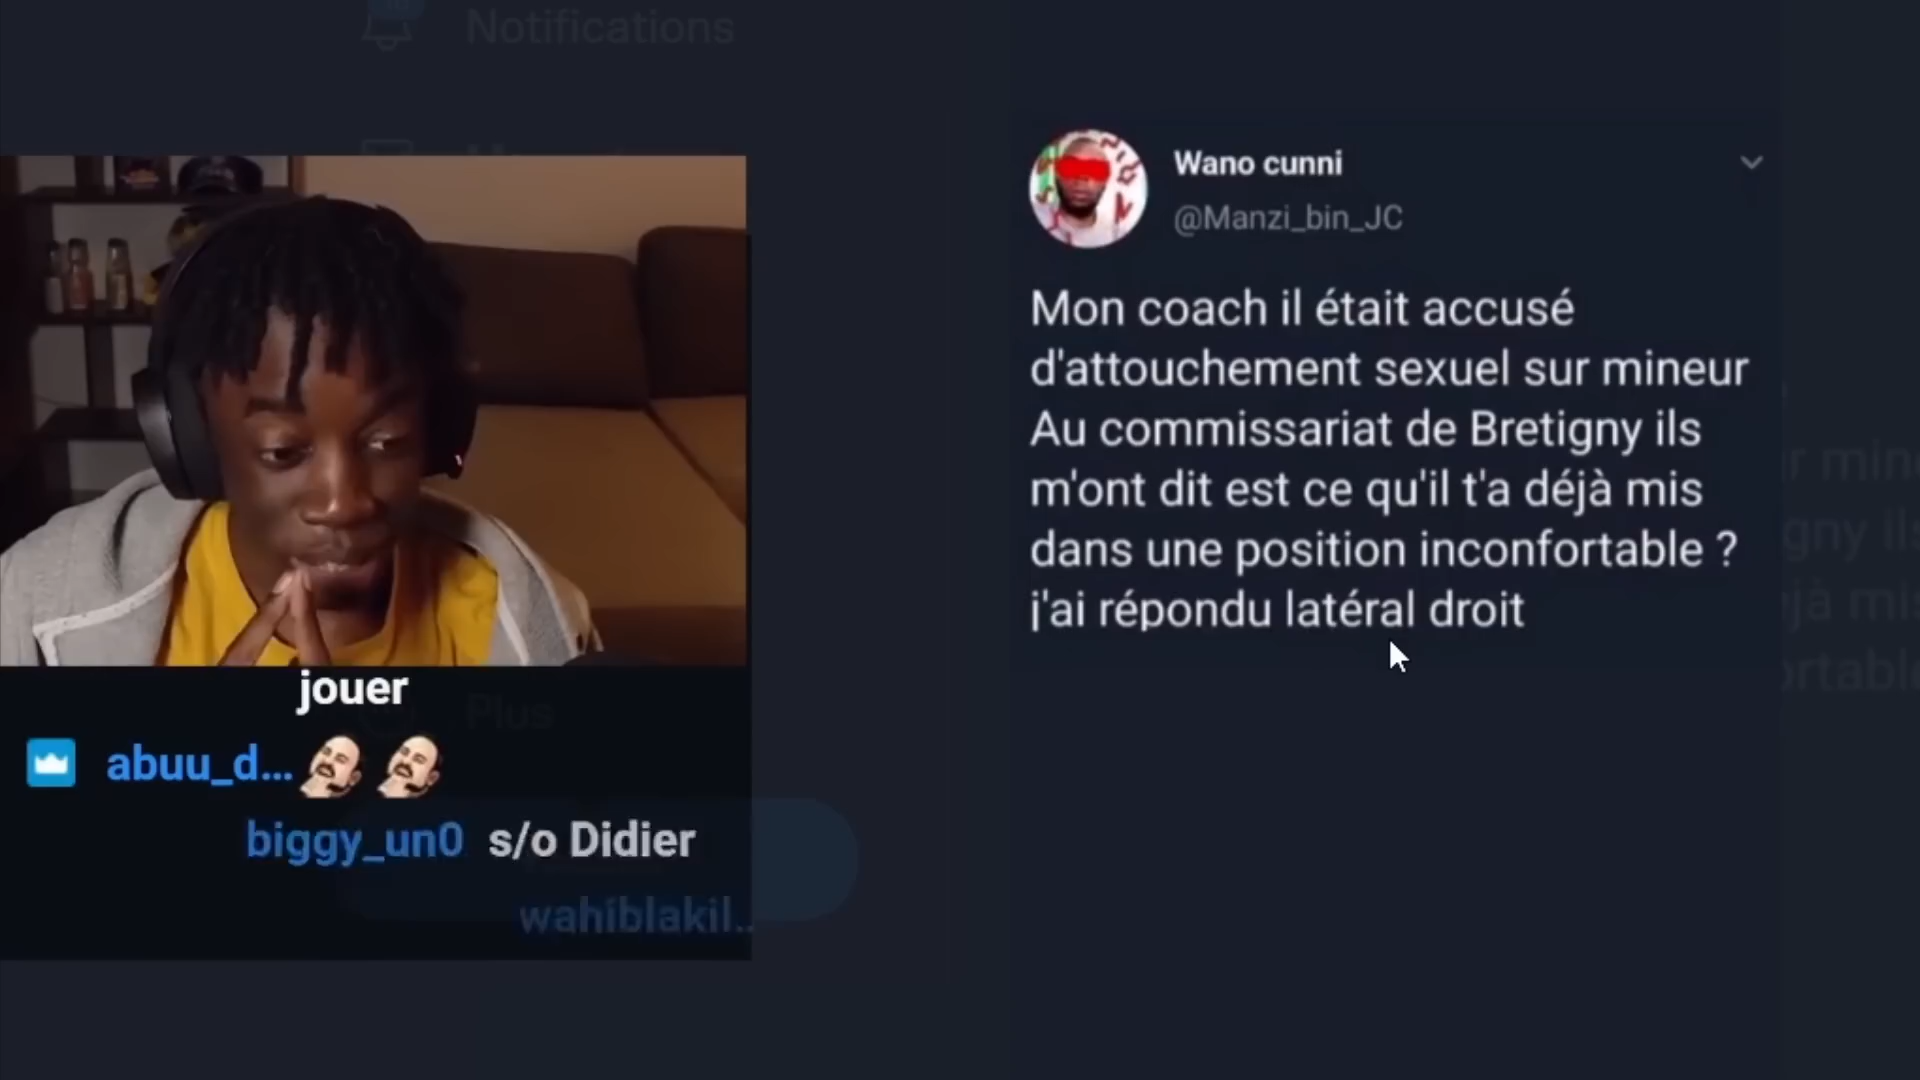 Notifications
Wano cunni
@Manzi_bin_JC
Mon coach il était accusé
d'attouchement sexuel sur mineur
Au commissariat de Bretigny ils
m'ont dit est ce qu'il t'a déjà mis
dans une position inconfortable ?
j'ai répondu latéral droit
jouer
Plus
abuu_d...
biggy_un0 s/o Didier
wahiblakil..